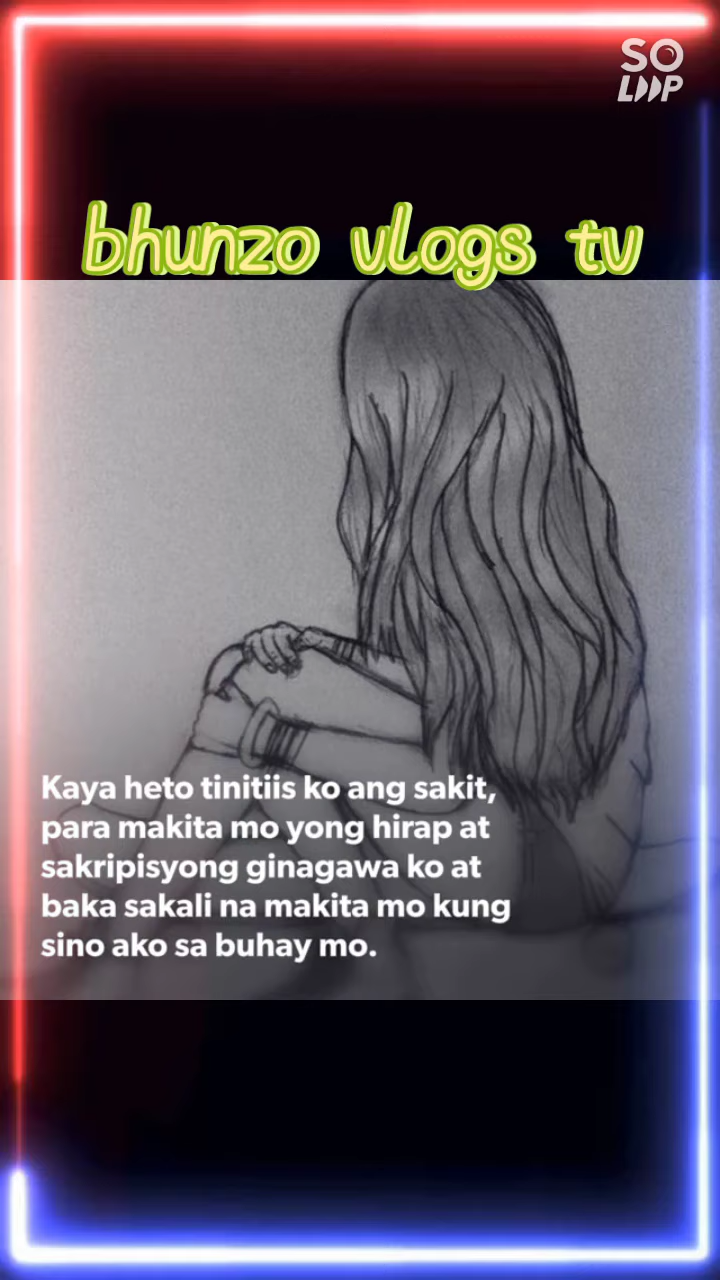 SO
LOOP
bhunzo vlogs tv
Kaya heto tinitiis ko ang sakit,
para makita mo yong hirap at
sakripisyong ginagawa ko at
baka sakali na makita mo kung
sino ako sa buhay mo.